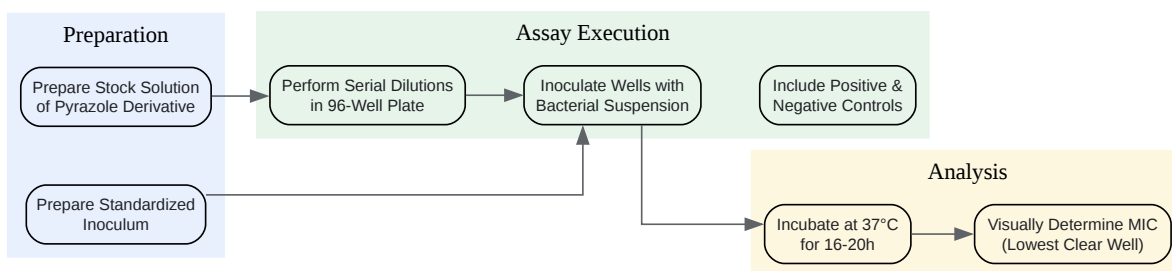 Preparation
Prepare Stock Solution
of Pyrazole Derivative
Prepare Standardized
Inoculum
Assay Execution
Perform Serial Dilutions
in 96-Well Plate
Inoculate Wells with
Bacterial Suspension
Include Positive &
Negative Controls
Analysis
Incubate at 37°C
for 16-20h
Visually Determine MIC
(Lowest Clear Well)